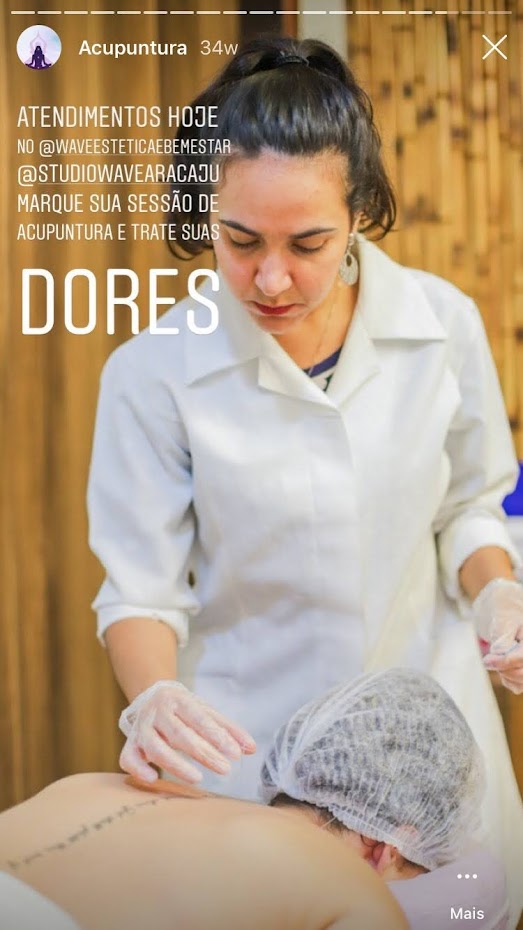 Acupuntura 34w
ATENDIMENTOS HOJE
NO @WAVEESTETICAEBEMESTAR
@STUDIOWAVEARACAJU
MARQUE SUA SESSÃO DE
ACUPUNTURA E TRATE SUAS
DORES
Mais